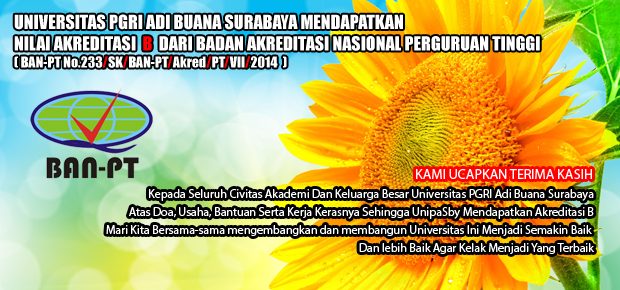 UNIVERSITAS PGRI ADI BUANA SURABAYA MENDAPATKAN
NILAI AKREDITASI B DARI BADAN AKREDITASI NASIONAL PERGURUAN TINGGI
( BAN-PT No.233/SK/BAN-PT/Akred/PT/VII/2014 )
BAN-PT
KAMI UCAPKAN TERIMA KASIH
Kepada Seluruh Civitas Akademi Dan Keluarga Besar Universitas PGRI Adi Buana Surabaya
Atas Doa, Usaha, Bantuan Serta Kerja Kerasnya Sehingga UnipaSby Mendapatkan Akreditasi B
Mari Kita Bersama-sama mengembangkan dan membangun Universitas Ini Menjadi Semakin Baik
Dan lebih Baik Agar Kelak Menjadi Yang Terbaik